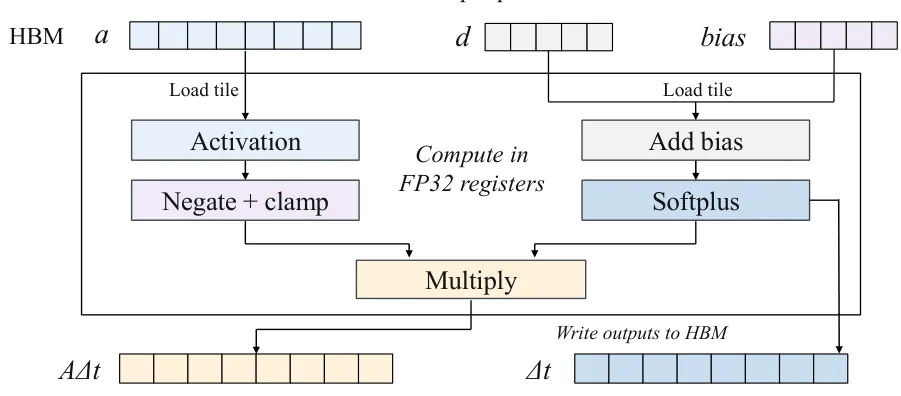 HBM a d bias
Load tile Load tile
Activation Add bias
Compute in
FP32 registers
Negate + clamp Softplus
Multiply
Write outputs to HBM
AΔt Δt